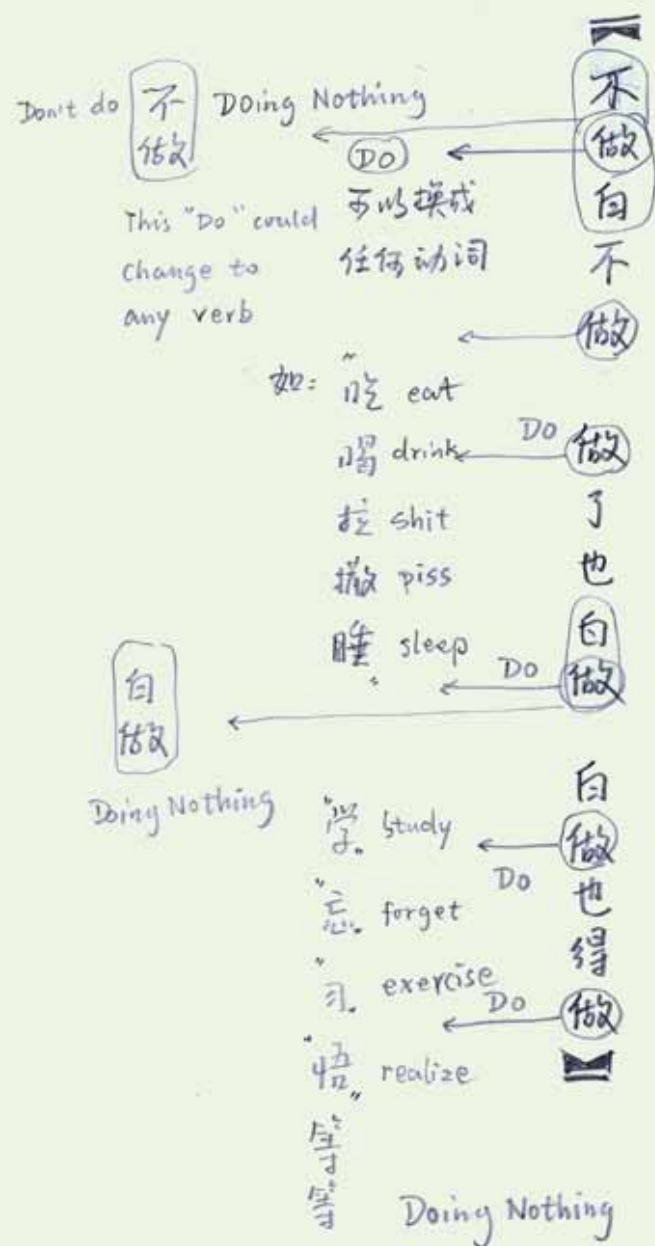 【不做白不做做了也白做白做也得做】
Don't do
不做
Doing Nothing
DO
This "Do" could
change to
any verb
可以换成
任何动词
如：
"吃 eat
喝 drink
拉 shit
撒 piss
睡" sleep
Do
Do
白做
Doing Nothing
"学" study
Do
"忘" forget
"习" exercise
Do
"悟" realize
等等
Doing Nothing